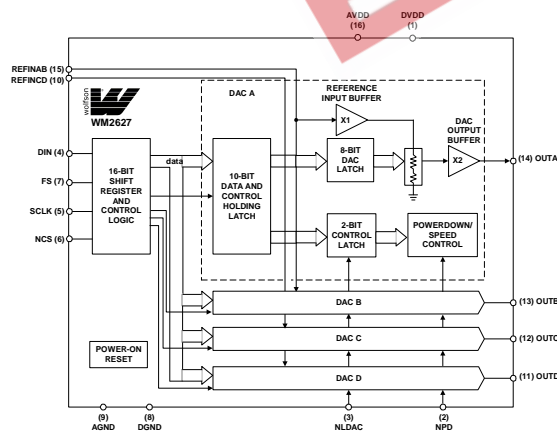 AVDD
(16)
DVDD
(1)
REFINAB (15)
REFINCD (10)
wolfson
WM2627
DAC A
REFERENCE
INPUT BUFFER
X1
DAC
OUTPUT
BUFFER
X2
(14) OUTA
DIN (4)
FS (7)
SCLK (5)
NCS (6)
16-BIT
SHIFT
REGISTER
AND
CONTROL
LOGIC
data
10-BIT
DATA AND
CONTROL
HOLDING
LATCH
8-BIT
DAC
LATCH
2-BIT
CONTROL
LATCH
POWERDOWN/
SPEED
CONTROL
DAC B
(13) OUTB
DAC C
(12) OUTC
DAC D
(11) OUTD
POWER-ON
RESET
(9)
AGND
(8)
DGND
(3)
NLDAC
(2)
NPD